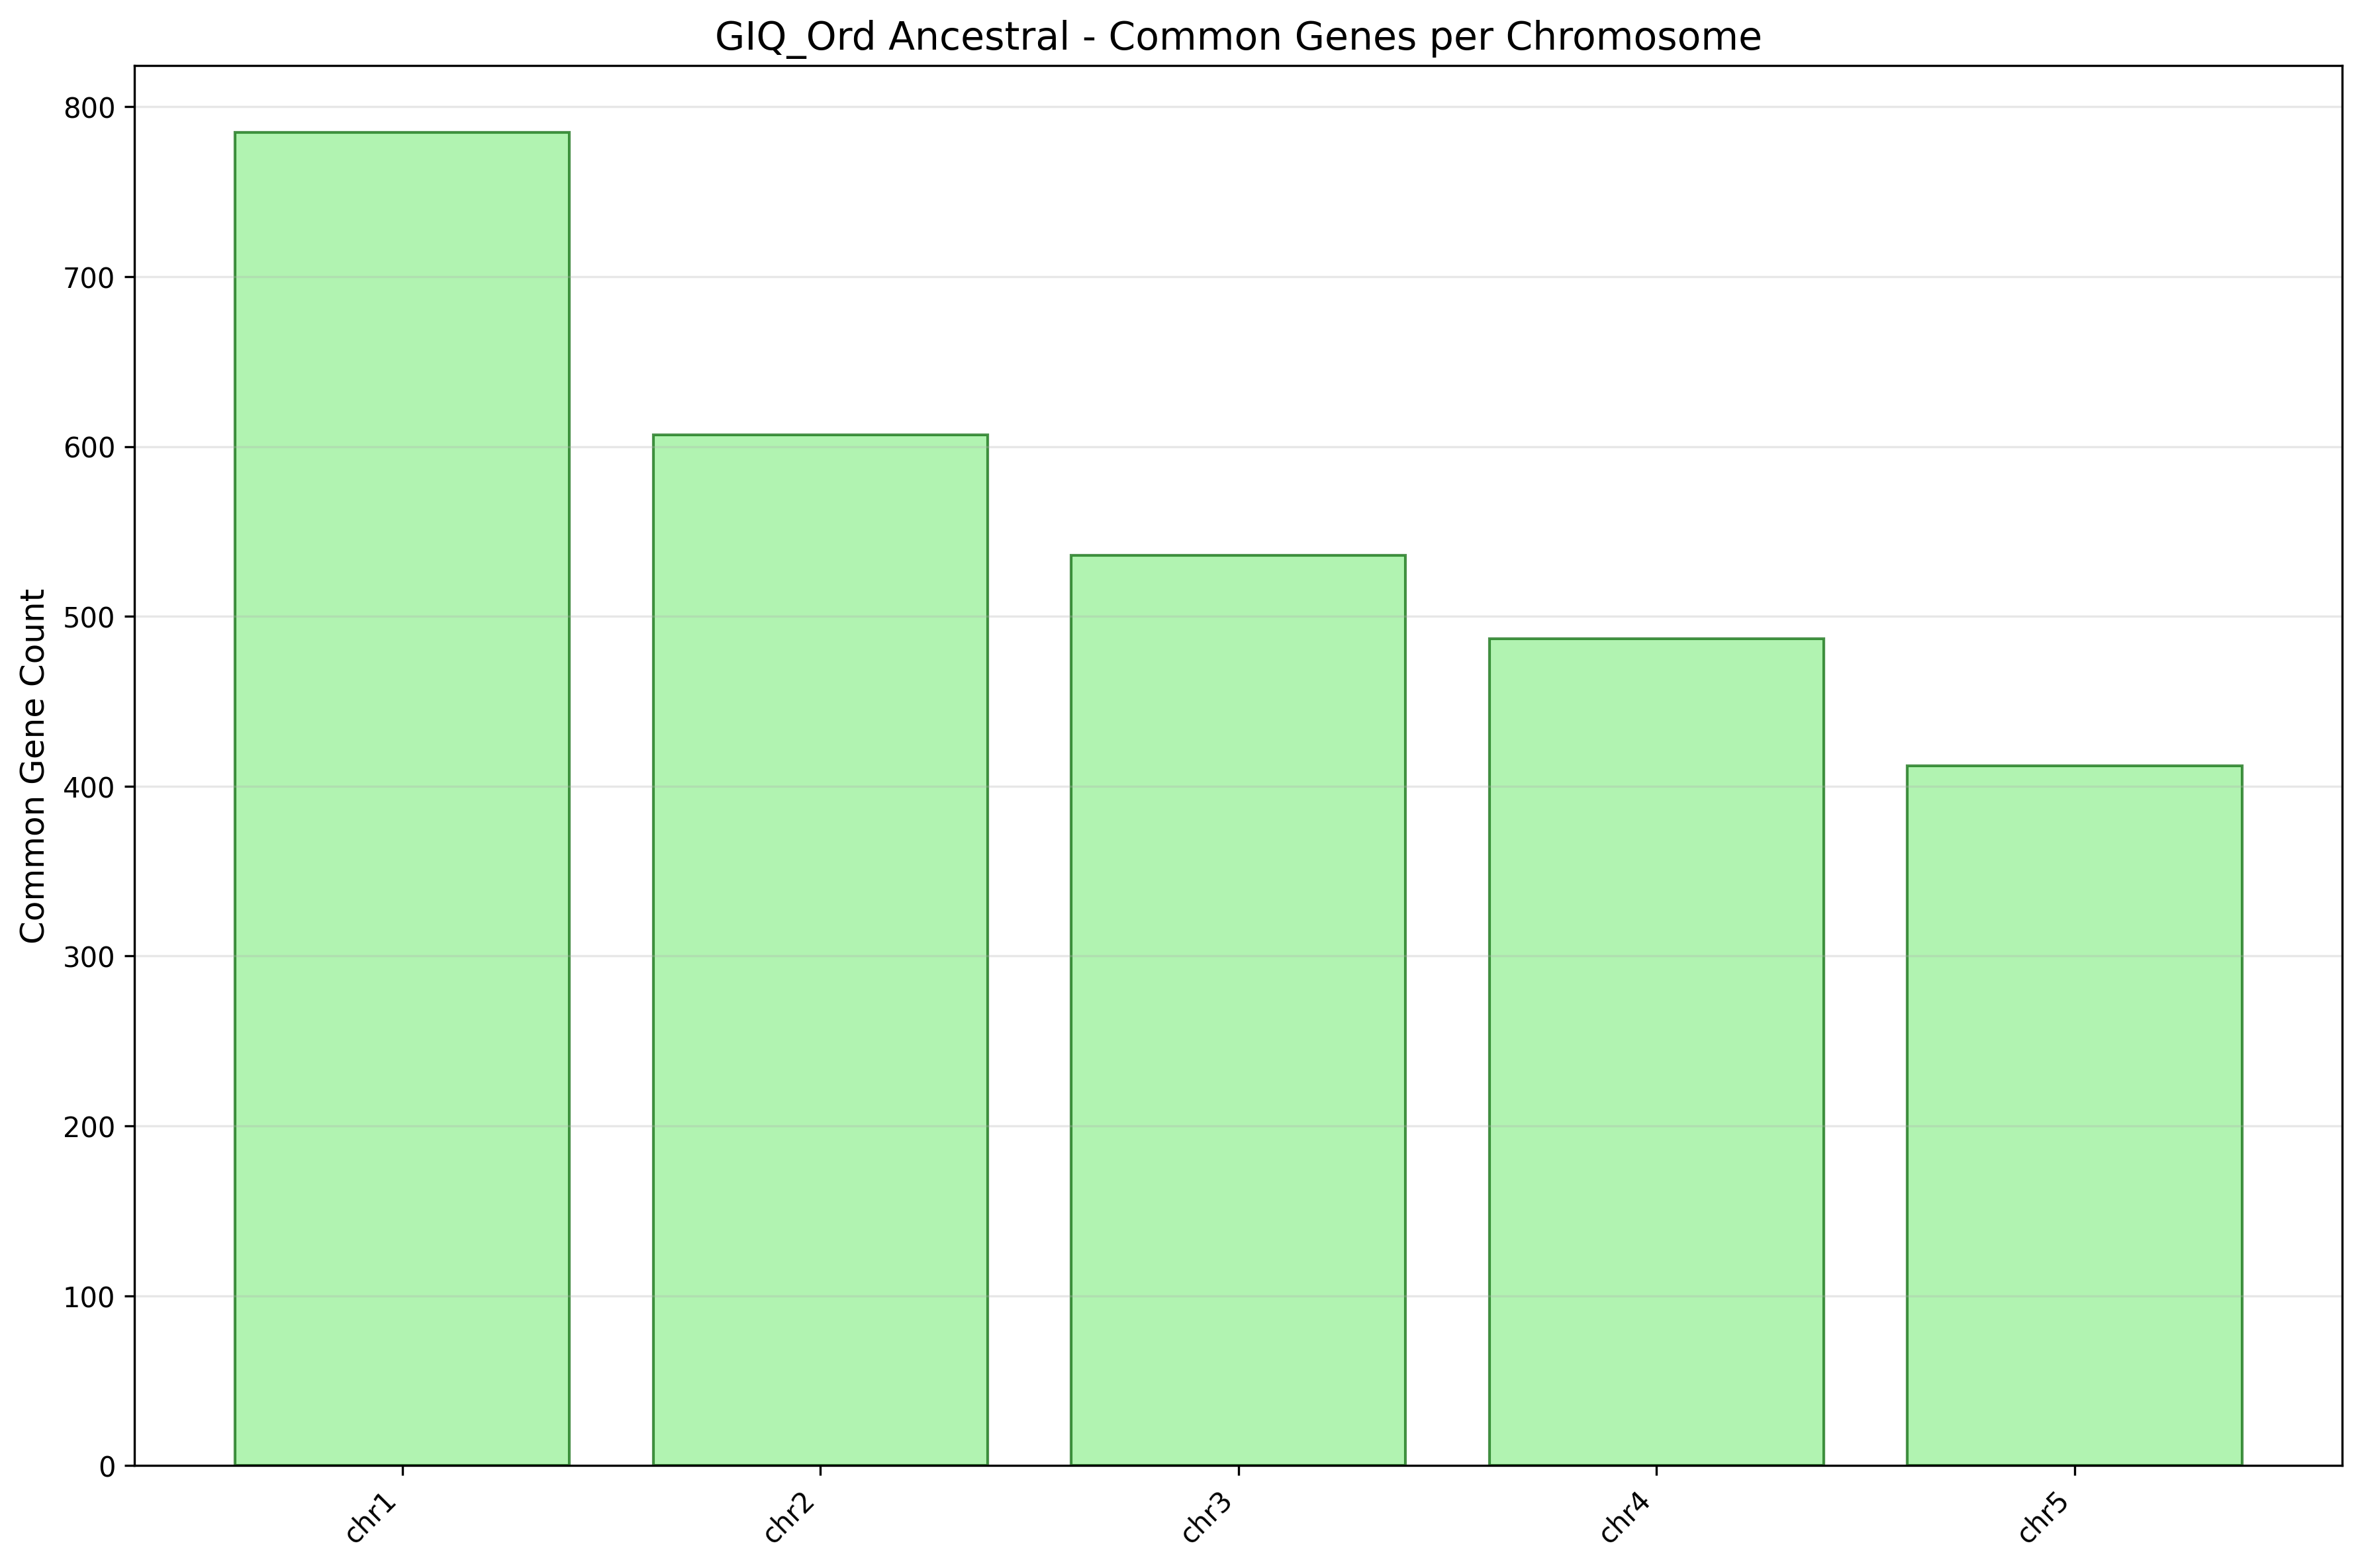 GIQ_Ord Ancestral - Common Genes per Chromosome
Common Gene Count
800
700
600
500
400
300
200
100
0
chr1
chr2
chr3
chr4
chr5